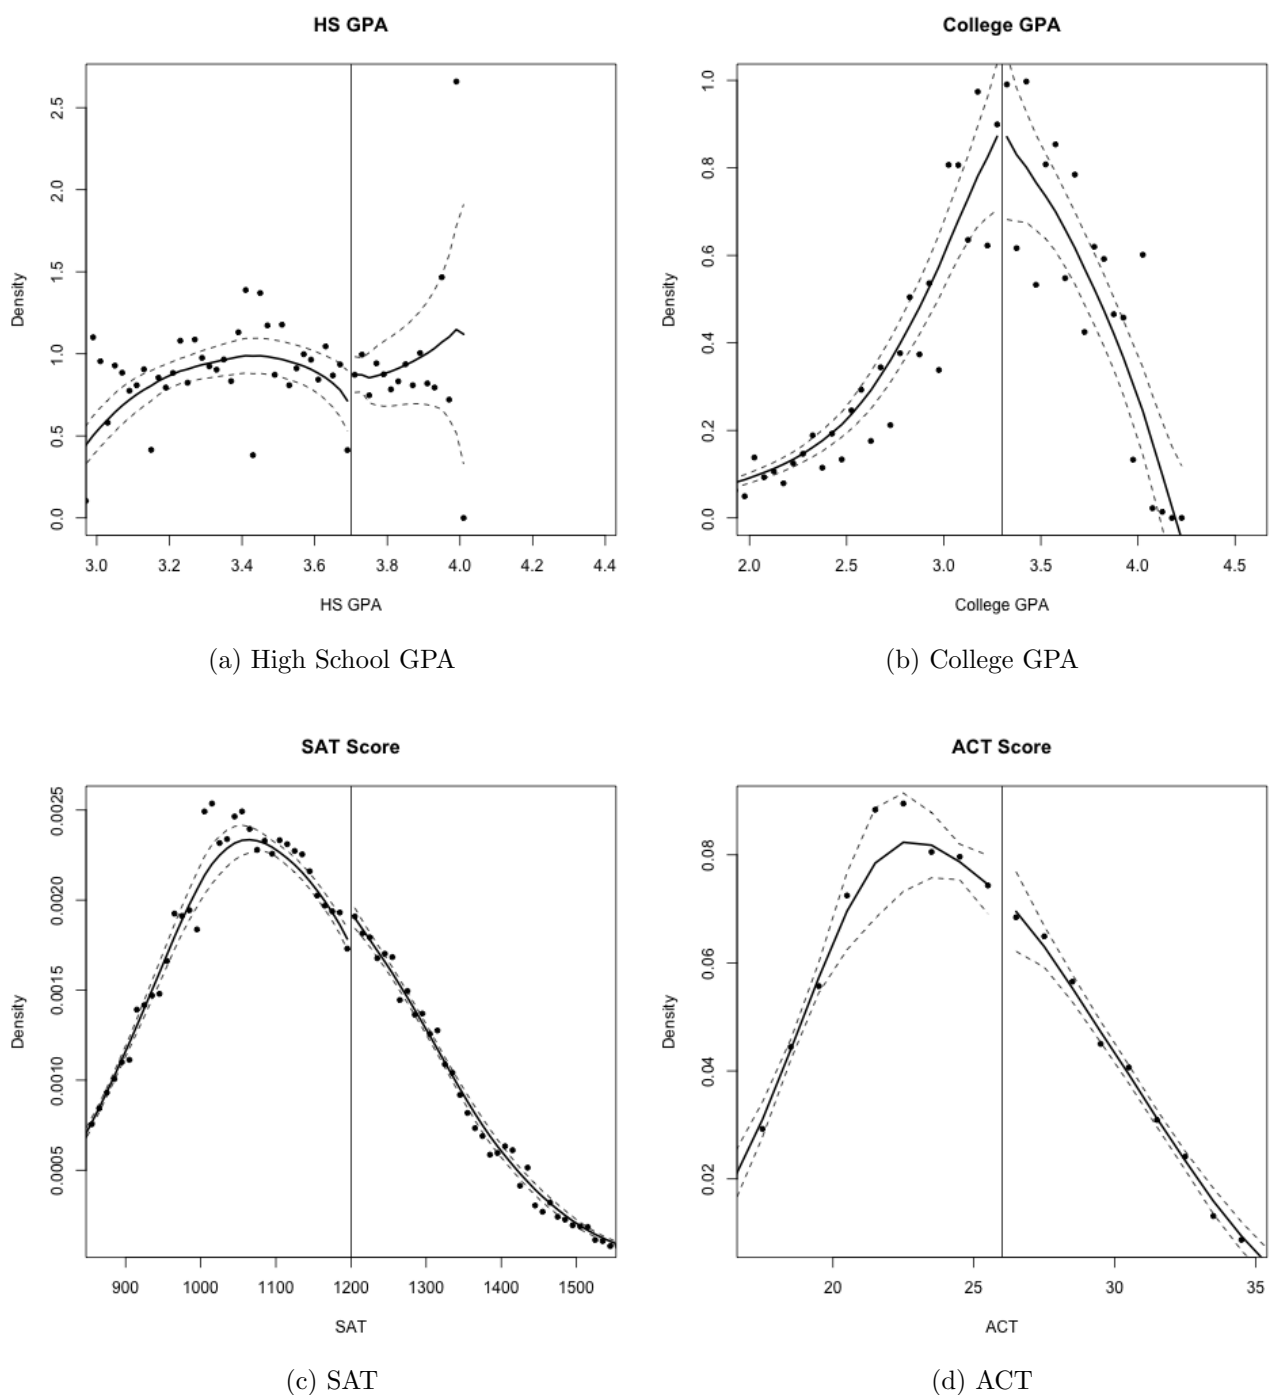 HS GPA
Density
0.0 0.5 1.0 1.5 2.0 2.5
3.0 3.2 3.4 3.6 3.8 4.0 4.2 4.4
HS GPA
(a) High School GPA
College GPA
Density
0.0 0.2 0.4 0.6 0.8 1.0
2.0 2.5 3.0 3.5 4.0 4.5
College GPA
(b) College GPA
SAT Score
Density
0.0005 0.0010 0.0015 0.0020 0.0025
900 1000 1100 1200 1300 1400 1500
SAT
(c) SAT
ACT Score
Density
0.02 0.04 0.06 0.08
20 25 30 35
ACT
(d) ACT